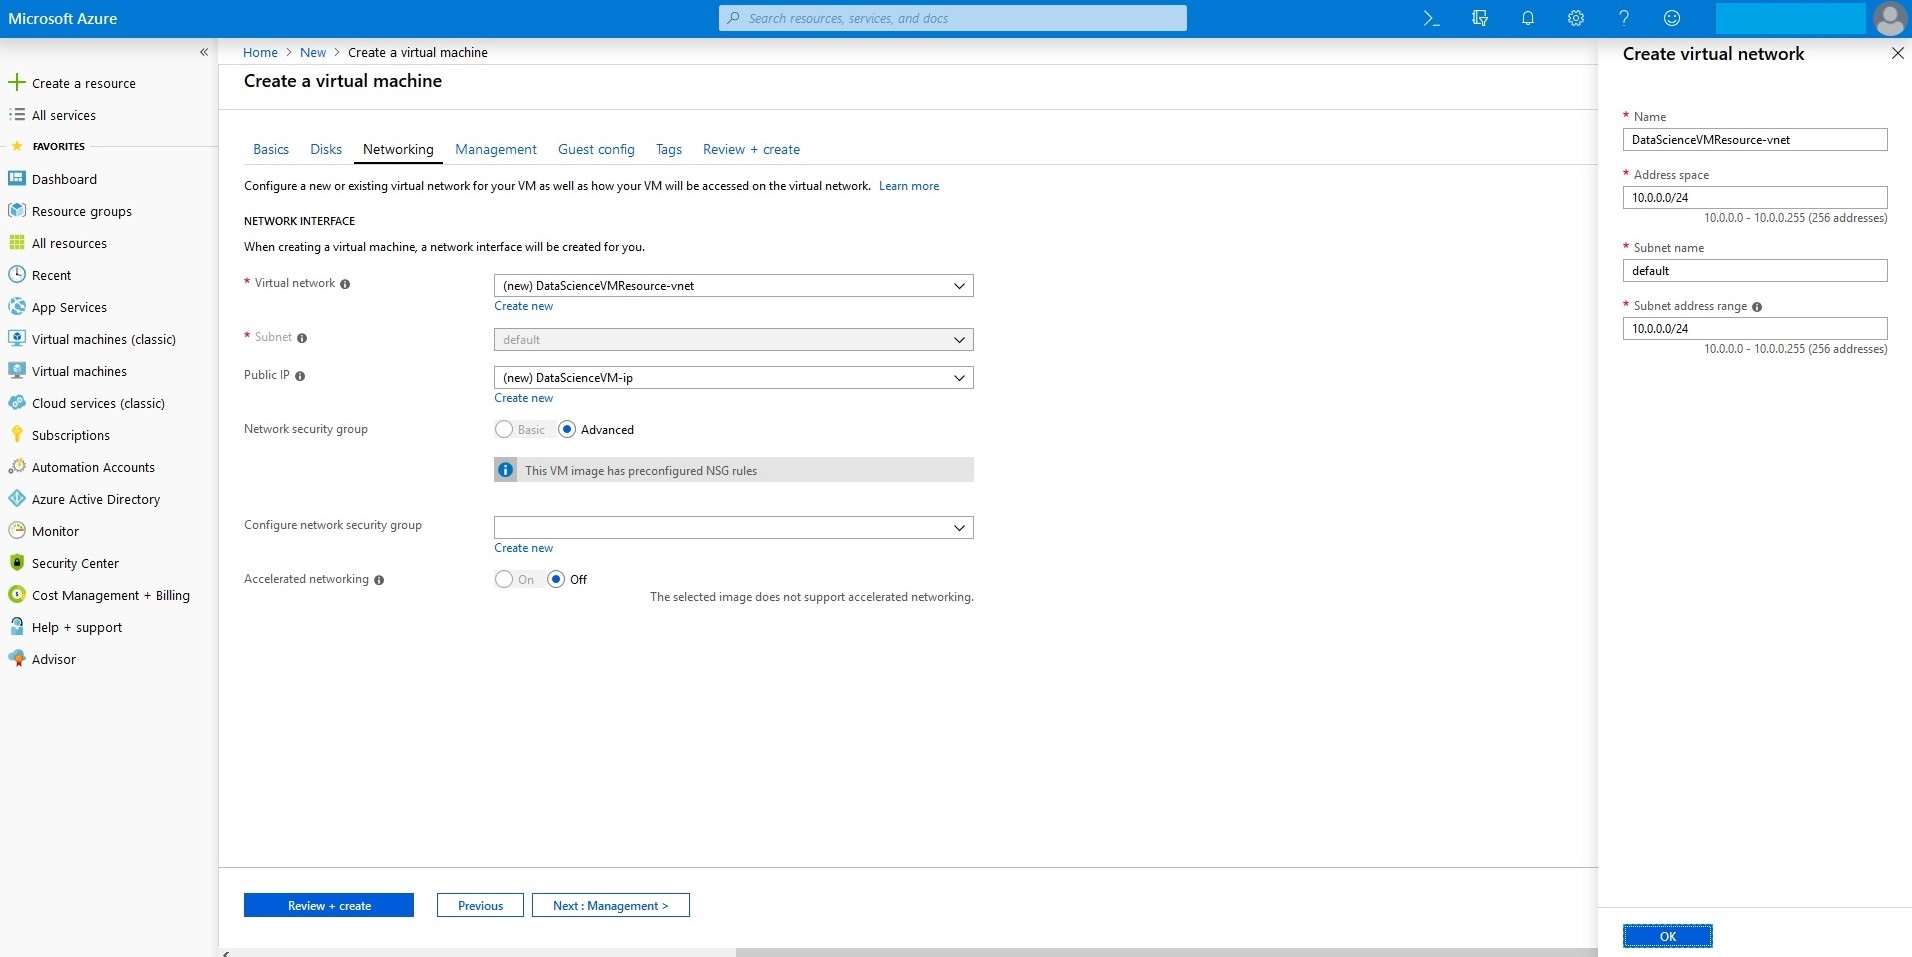 Microsoft Azure
Search resources, services, and docs
Create a resource
All services
FAVORITES
Dashboard
Resource groups
All resources
Recent
App Services
Virtual machines (classic)
Virtual machines
Cloud services (classic)
Subscriptions
Automation Accounts
Azure Active Directory
Monitor
Security Center
Cost Management + Billing
Help + support
Advisor
Home > New > Create a virtual machine
Create a virtual machine
Basics Disks Networking Management Guest config Tags Review + create
Configure a new or existing virtual network for your VM as well as how your VM will be accessed on the virtual network. Learn more
NETWORK INTERFACE
When creating a virtual machine, a network interface will be created for you.
* Virtual network (new) DataScienceVMResource-vnet
Create new
* Subnet default
Public IP (new) DataScienceVM-ip
Create new
Network security group Basic Advanced
This VM image has preconfigured NSG rules
Configure network security group
Create new
Accelerated networking On Off
The selected image does not support accelerated networking.
Review + create Previous Next : Management >
Create virtual network
* Name
DataScienceVMResource-vnet
* Address space
10.0.0.0/24
10.0.0.0 - 10.0.0.255 (256 addresses)
* Subnet name
default
* Subnet address range
10.0.0.0/24
10.0.0.0 - 10.0.0.255 (256 addresses)
OK